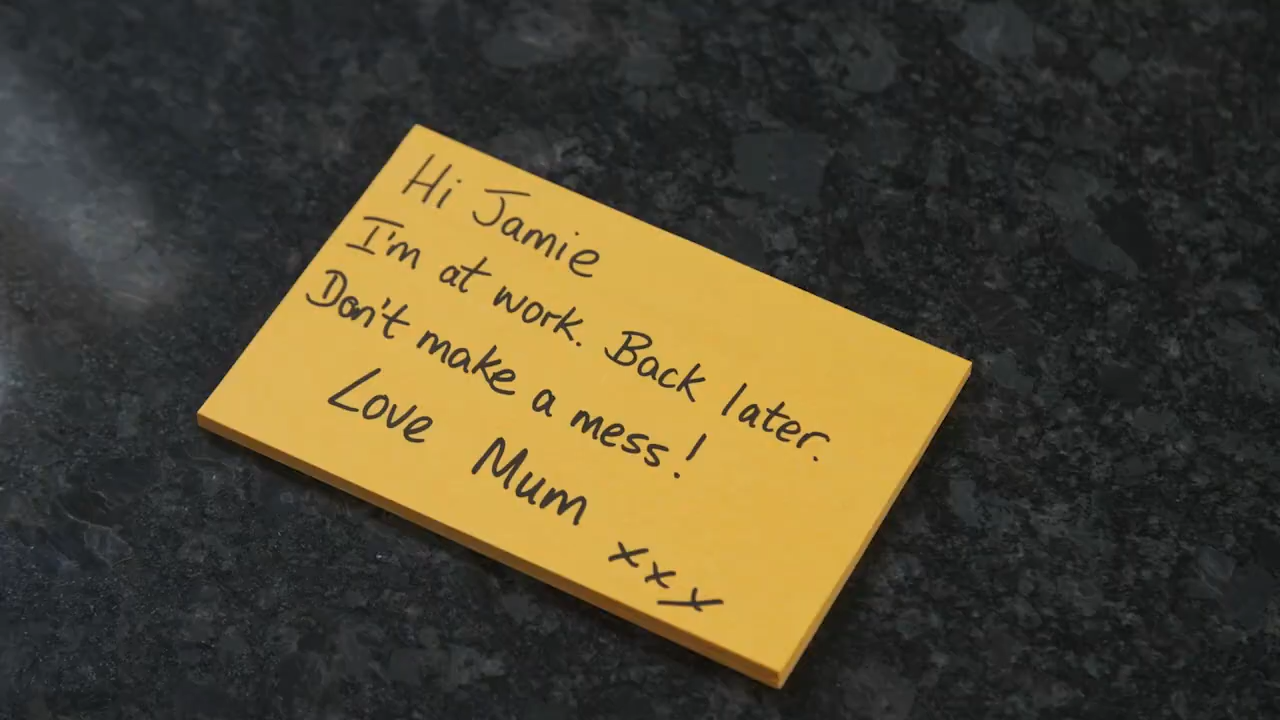 Hi Jamie
I'm at work. Back later.
Don't make a mess!
Love Mum
xxx